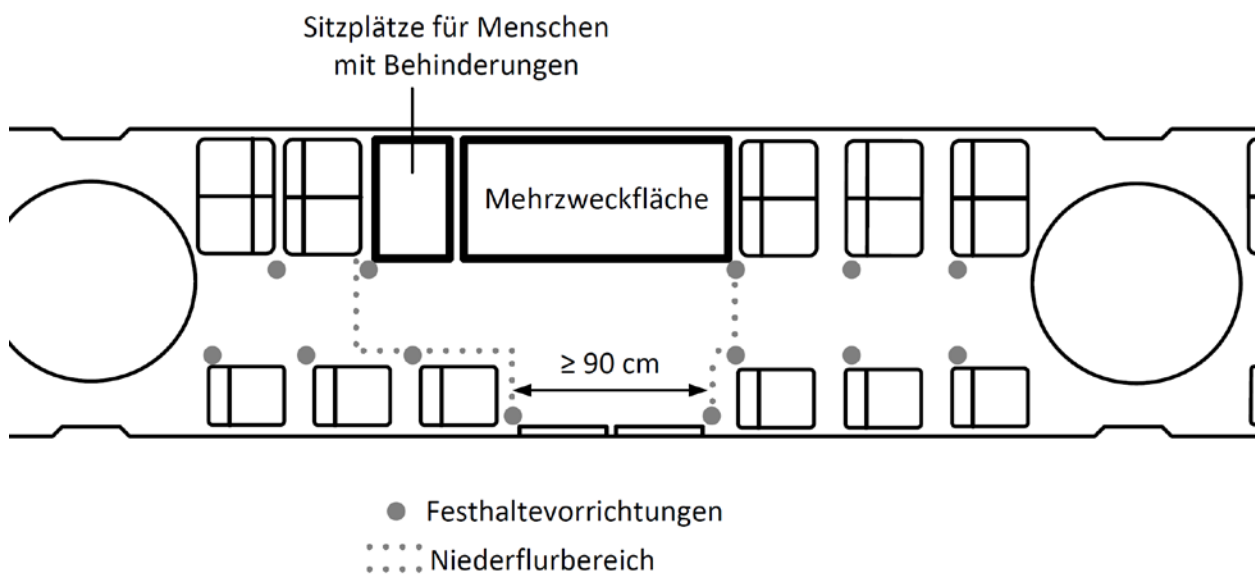 Sitzplätze für Menschen
mit Behinderungen
Mehrzweckfläche
≥ 90 cm
Festhaltevorrichtungen
Niederflurbereich